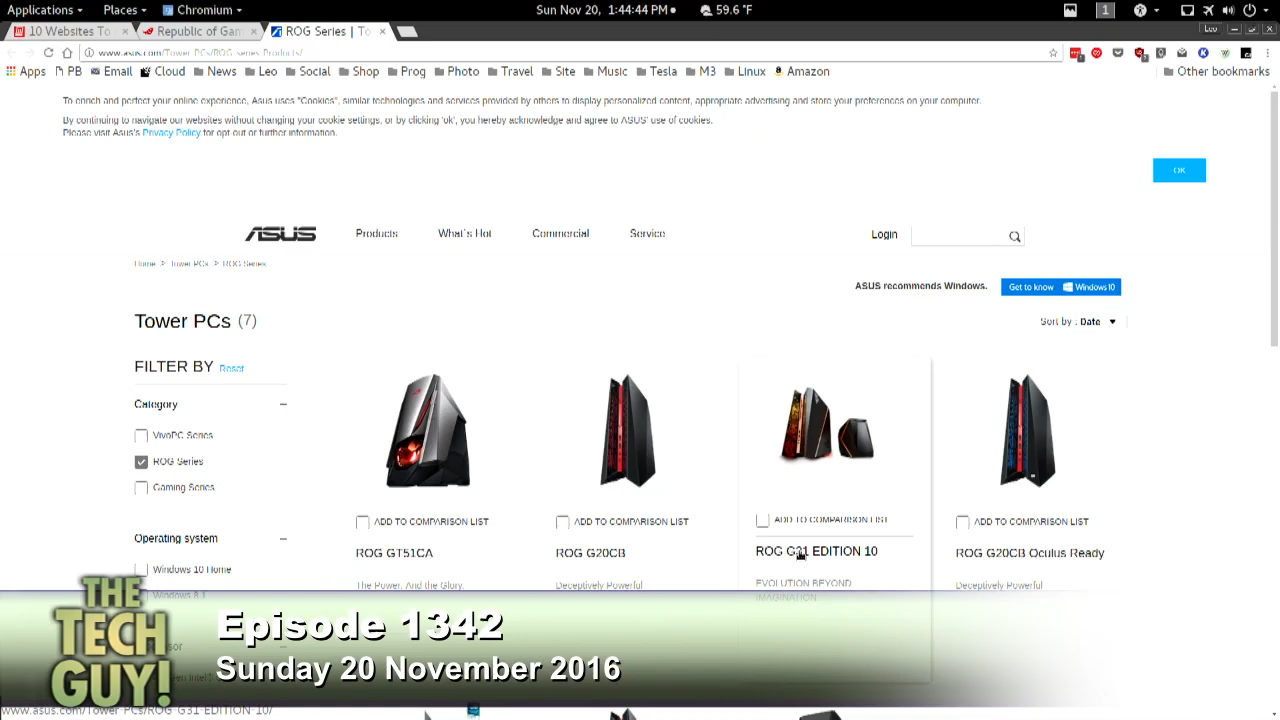 Applications Places Chromium Sun Nov 20, 1:44:44 PM 59.6 °F 1
10 Websites To Republic of Gam ROG Series | To Leo
www.asus.com/Tower-PCs/ROG-series-Products/
Apps PB Email Cloud News Leo Social Shop Prog Photo Travel Site Music Tesla M3 Linux Amazon Other bookmarks
To enrich and perfect your online experience, Asus uses "Cookies", similar technologies and services provided by others to display personalized content, appropriate advertising and store your preferences on your computer.
By continuing to navigate our websites without changing your cookie settings, or by clicking 'ok', you hereby acknowledge and agree to ASUS' use of cookies.
Please visit Asus's Privacy Policy for opt-out or further information.
OK
ASUS Products What's Hot Commercial Service Login
Home > Tower PCs > ROG Series
ASUS recommends Windows. Get to know Windows10
Tower PCs (7) Sort by : Date
FILTER BY Reset
Category
VivoPC Series
ROG Series
Gaming Series
Operating system
Windows 10 Home
Windows 8.1
ADD TO COMPARISON LIST ADD TO COMPARISON LIST ADD TO COMPARISON LIST ADD TO COMPARISON LIST
ROG GT51CA ROG G20CB ROG G31 EDITION 10 ROG G20CB Oculus Ready
The Power. And the Glory. Deceptively Powerful EVOLUTION BEYOND Deceptively Powerful
IMAGINATION
THE
TECH
GUY!
Episode 1342
Sunday 20 November 2016
www.asus.com/Tower-PCs/ROG-G31-EDITION-10/